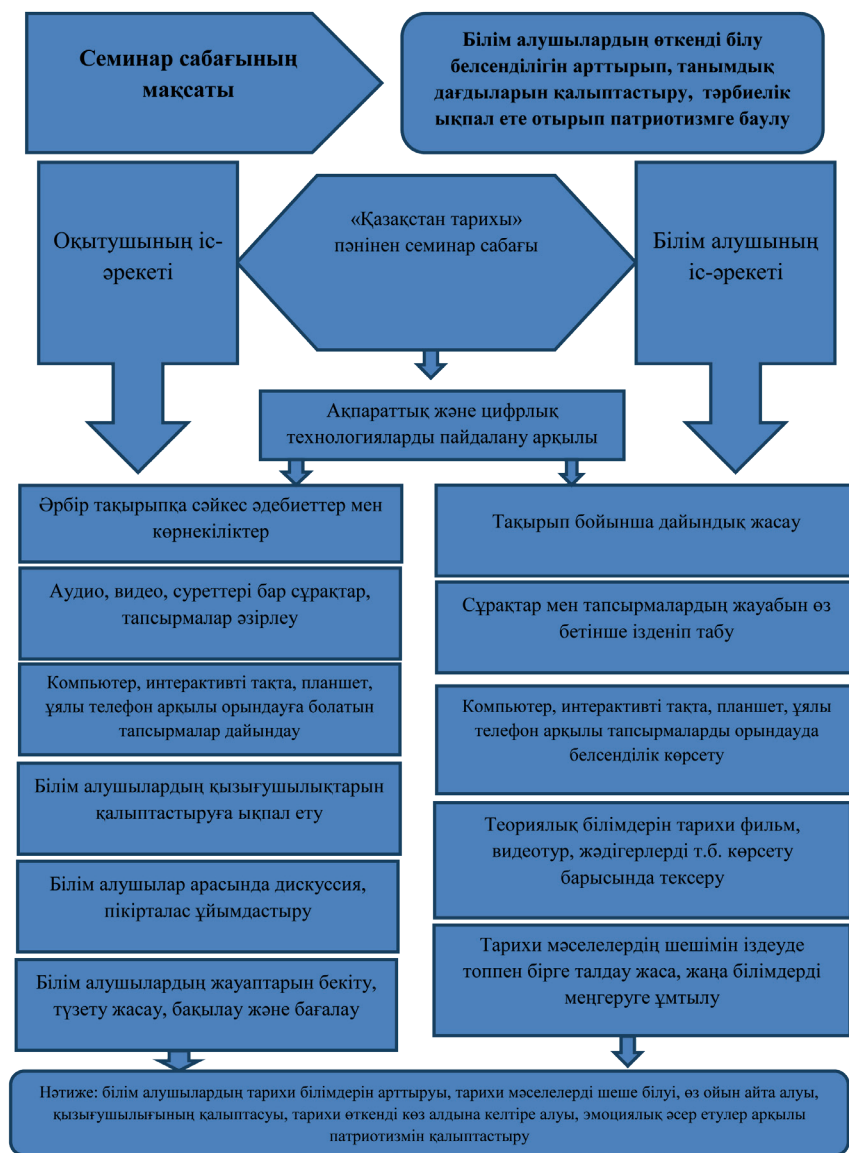 Семинар сабағының
мақсаты
Білім алушылардың өткенді білу
белсенділігін арттырып, танымдық
дағдыларын қалыптастыру, тәрбиелік
ықпал ете отырып патриотизмге баулу
Оқытушының іс-
әрекеті
«Қазақстан тарихы»
пәнінен семинар сабағы
Білім алушының
іс-әрекеті
Ақпараттық және цифрлық
технологияларды пайдалану арқылы
Әрбір тақырыпқа сәйкес әдебиеттер мен
көрнекіліктер
Аудио, видео, суреттері бар сұрақтар,
тапсырмалар әзірлеу
Компьютер, интерактивті тақта, планшет,
ұялы телефон арқылы орындауға болатын
тапсырмалар дайындау
Білім алушылардың қызығушылықтарын
қалыптастыруға ықпал ету
Білім алушылар арасында дискуссия,
пікірталас ұйымдастыру
Білім алушылардың жауаптарын бекіту,
түзету жасау, бақылау және бағалау
Тақырып бойынша дайындық жасау
Сұрақтар мен тапсырмалардың жауабын өз
бетінше ізденіп табу
Компьютер, интерактивті тақта, планшет, ұялы
телефон арқылы тапсырмаларды орындауда
белсенділік көрсету
Теориялық білімдерін тарихи фильм,
видеотур, жәдігерлерді т.б. көрсету
барысында тексеру
Тарихи мәселелердің шешімін іздеуде
топпен бірге талдау жаса, жаңа білімдерді
меңгеруге ұмтылу
Нәтиже: білім алушылардың тарихи білімдерін арттыруы, тарихи мәселелерді шеше білуі, өз ойын айта алуы,
қызығушылығының қалыптасуы, тарихи өткенді көз алдына келтіре алуы, эмоциялық әсер етулер арқылы
патриотизмін қалыптастыру